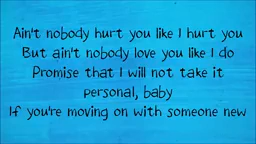 Ain't nobody hurt you like I hurt you
But ain't nobody love you like I do
Promise that I will not take it
personal, baby
If you're moving on with someone new